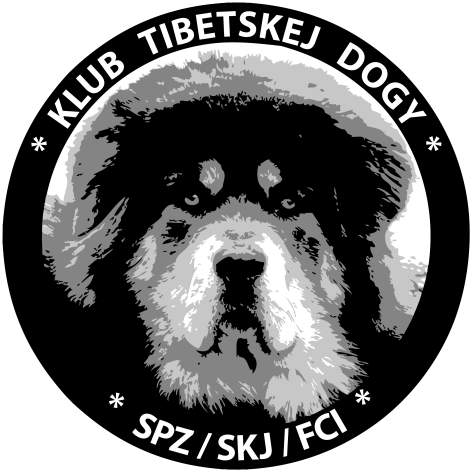 * KLUB TIBETSKEJ DOGY *
* SPZ / SKJ / FCI *